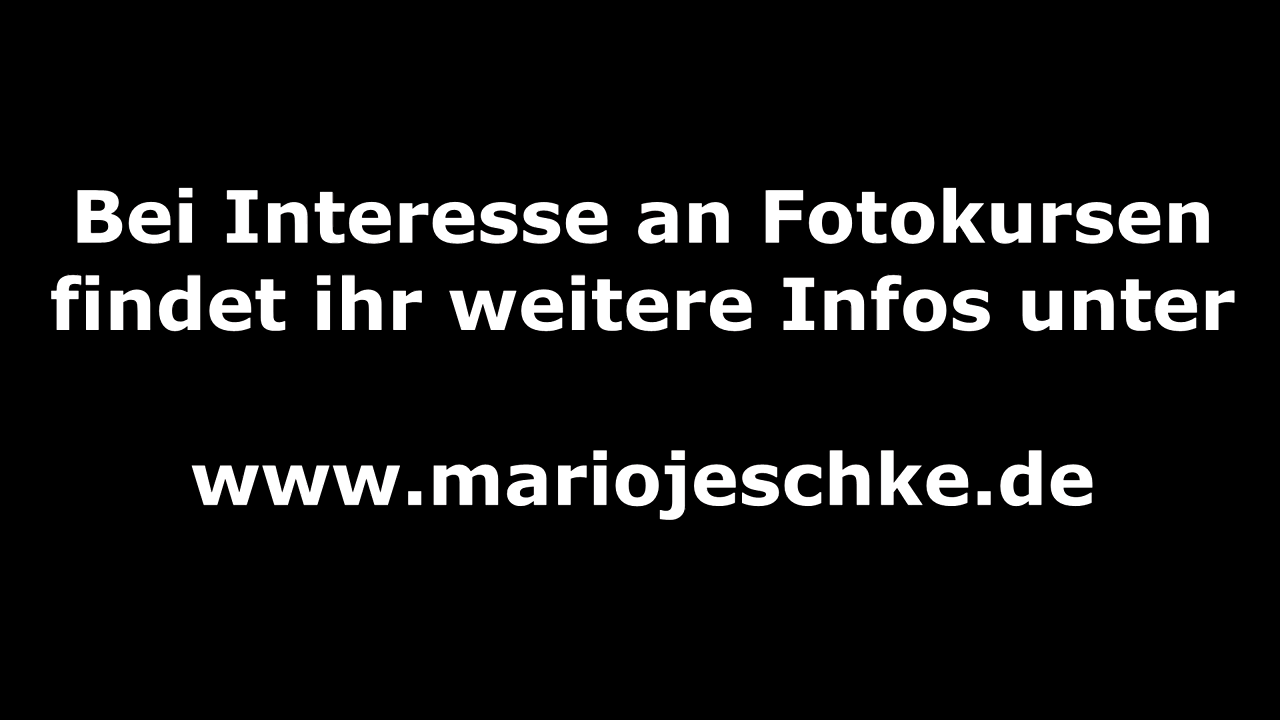 Bei Interesse an Fotokursen
findet ihr weitere Infos unter
www.mariojeschke.de